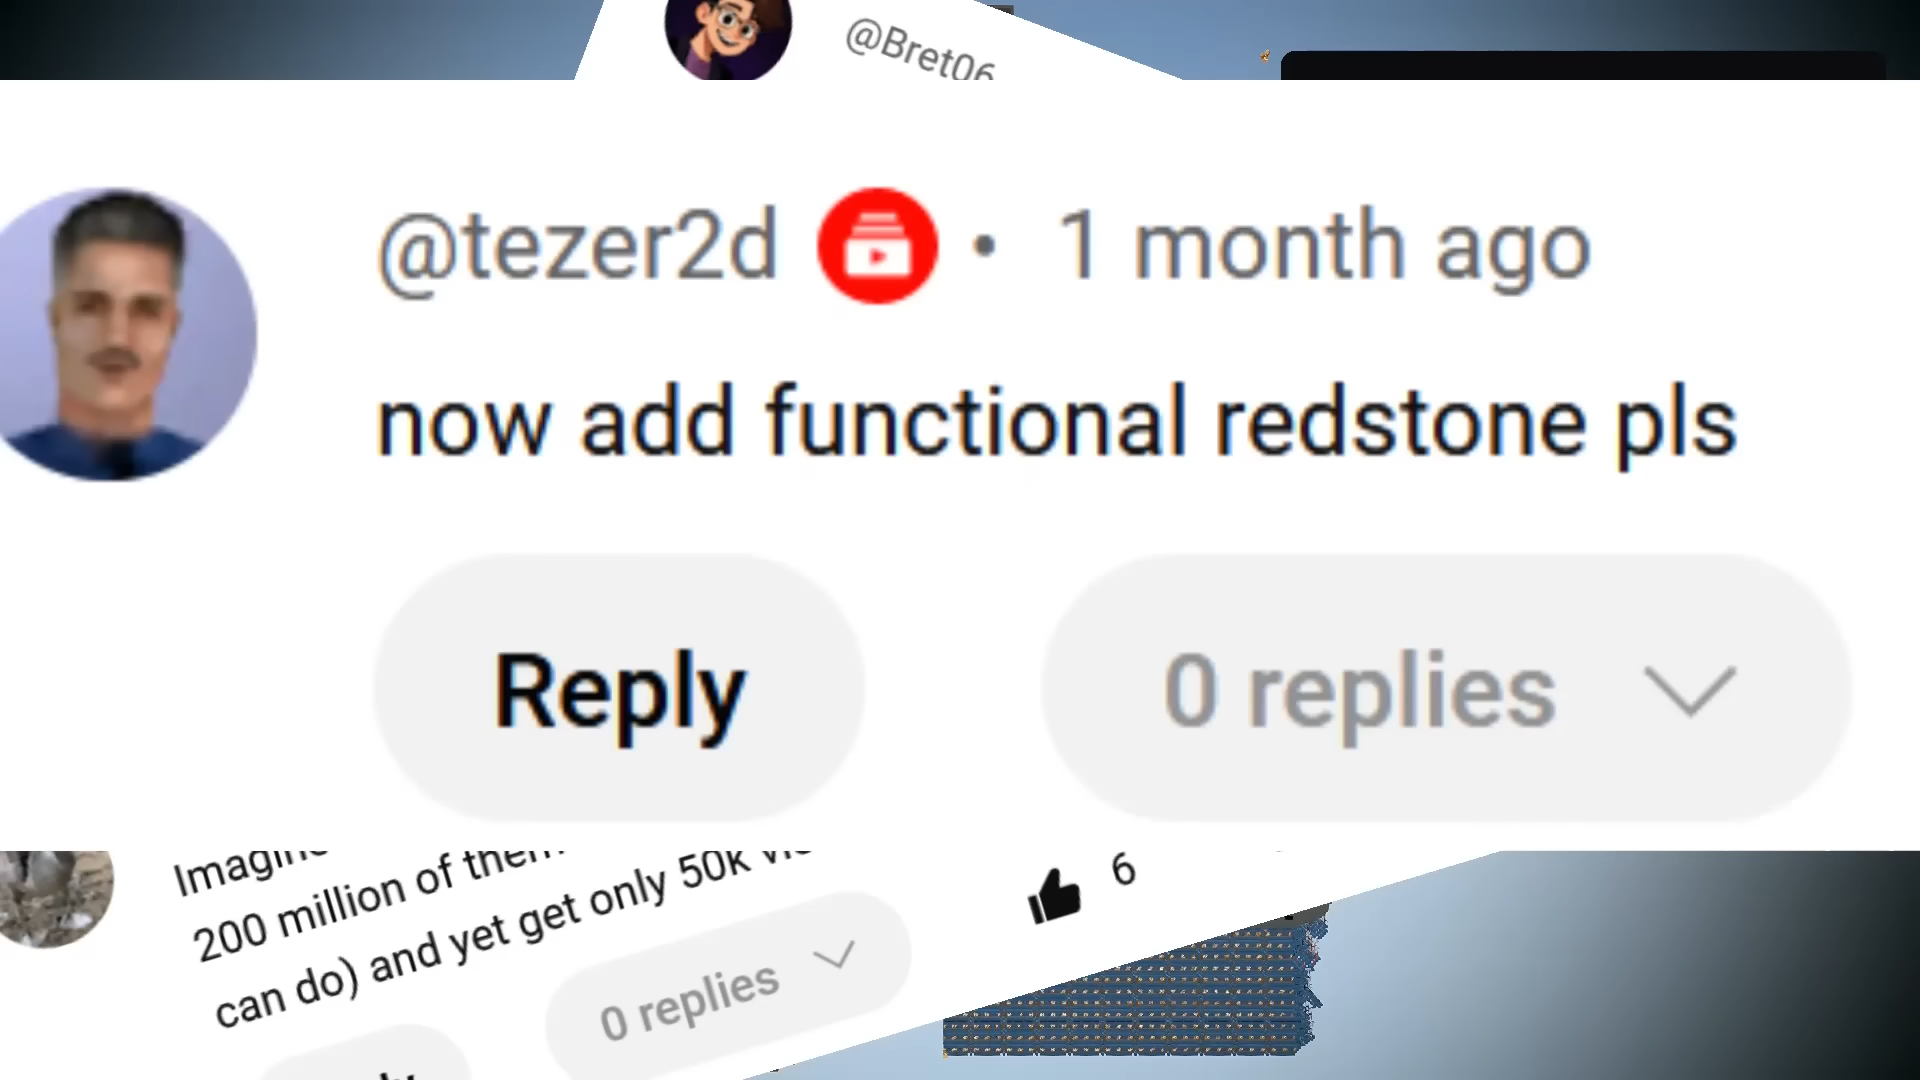 @Bret06
@tezer2d • 1 month ago
now add functional redstone pls
Reply
0 replies
200 million of them
can do) and yet get only 50k
6
0 replies